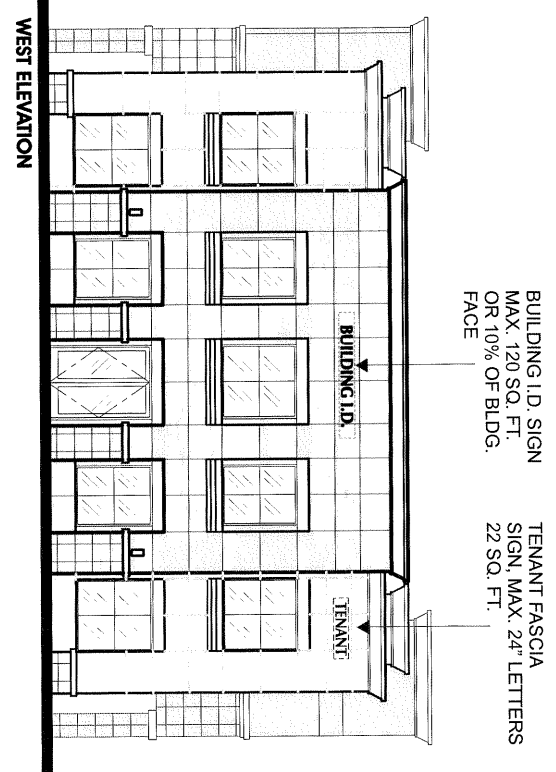 BUILDING I.D. SIGN
MAX. 120 SQ. FT.
OR 10% OF BLDG.
FACE
TENANT FASCIA
SIGN, MAX. 24" LETTERS
22 SQ. FT.
BUILDING I.D.
TENANT
WEST ELEVATION